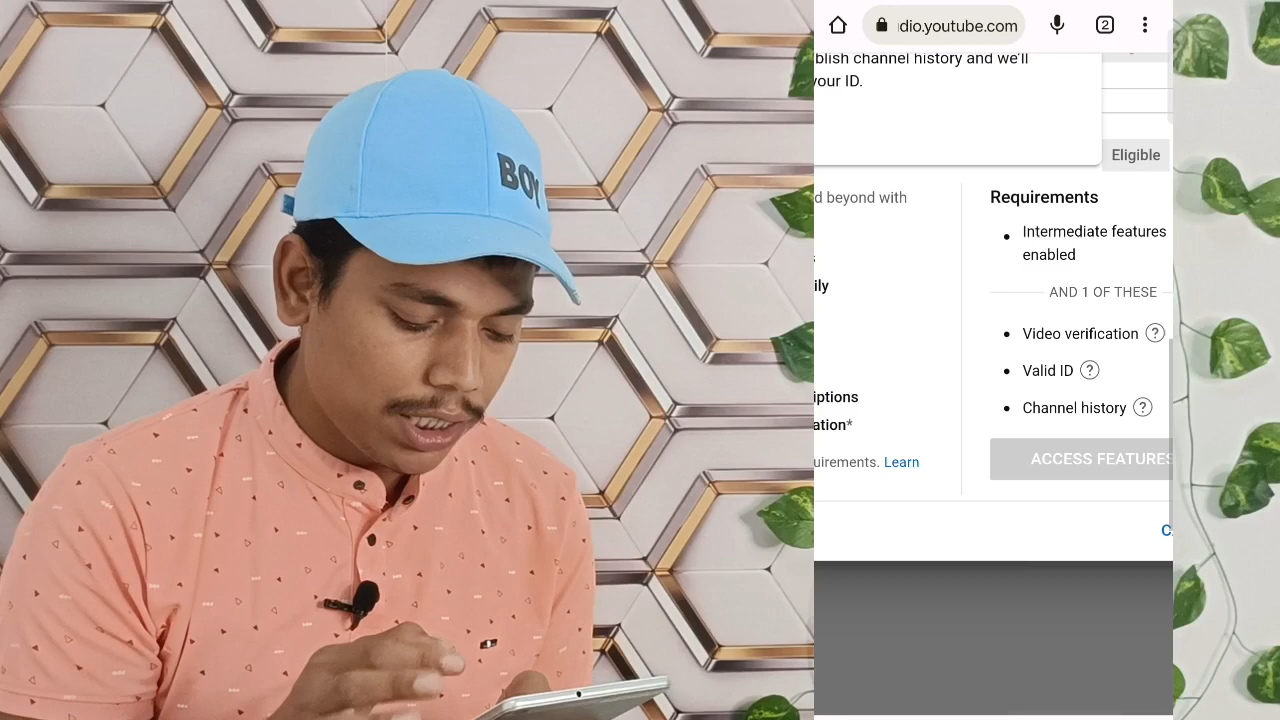 BOY
dio.youtube.com
2
blish channel history and we'll
your ID.
Eligible
d beyond with
Requirements
Intermediate features
enabled
ily
AND 1 OF THESE
Video verification ?
Valid ID ?
iptions
Channel history ?
ation*
uirements. Learn
ACCESS FEATURES
C